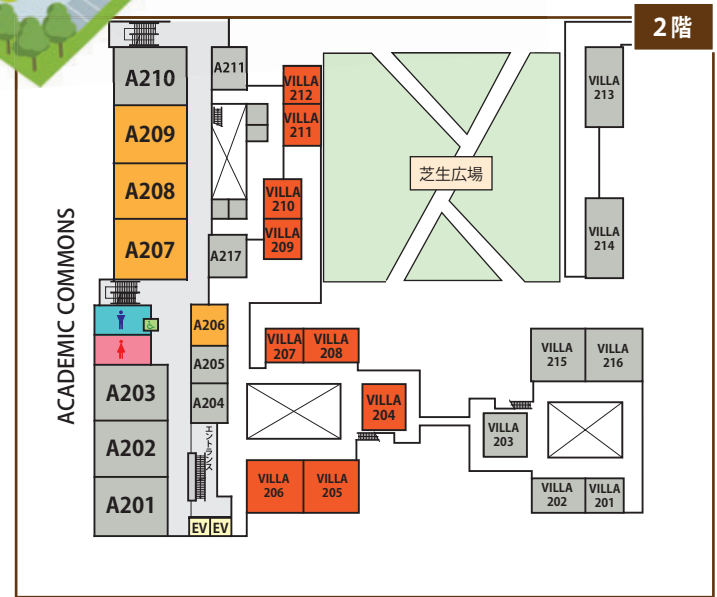 2階
A210
A211
VILLA
212
VILLA
213
A209
VILLA
211
A208
芝生広場
VILLA
210
A207
VILLA
209
A217
VILLA
214
ACADEMIC COMMONS
A206
VILLA
207
VILLA
208
A205
VILLA
215
VILLA
216
A203
A204
VILLA
204
VILLA
203
A202
エントランス
VILLA
206
VILLA
205
A201
VILLA
202
VILLA
201
EV EV